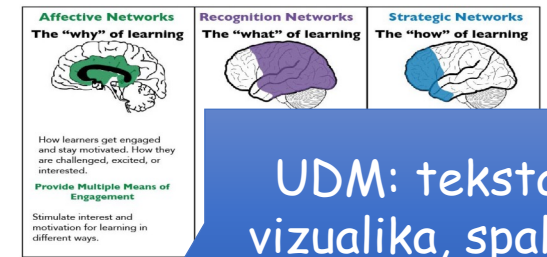 Affective Networks
The “why” of learning
How learners get engaged
and stay motivated. How they
are challenged, excited, or
interested.
Provide Multiple Means of
Engagement
Stimulate interest and
motivation for learning in
different ways.
Recognition Networks
The “what” of learning
Strategic Networks
The “how” of learning
UDM:
vizualika,